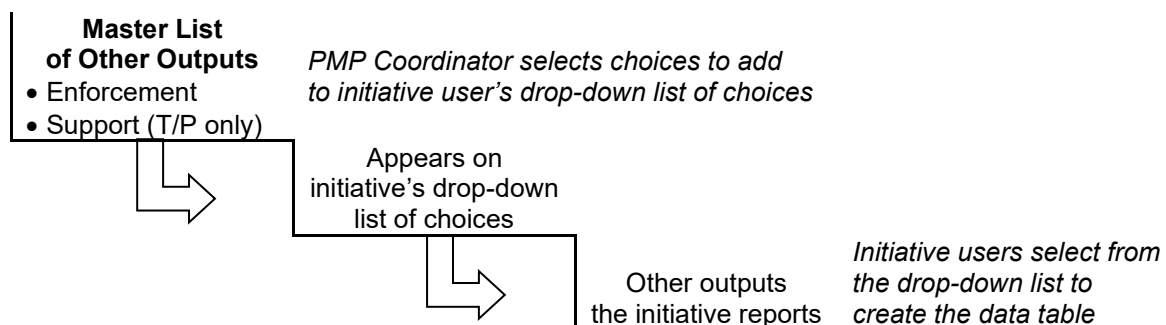 Master List
of Other Outputs
• Enforcement
• Support (T/P only)
PMP Coordinator selects choices to add
to initiative user’s drop-down list of choices
Appears on
initiative’s drop-down
list of choices
Other outputs
the initiative reports
Initiative users select from
the drop-down list to
create the data table